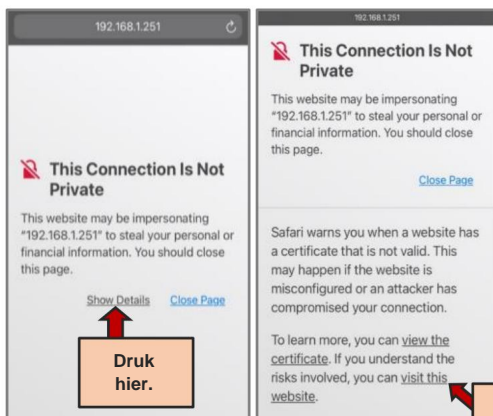 192.168.1.251
This Connection Is Not
Private
This website may be impersonating
"192.168.1.251" to steal your personal or
financial information. You should close
this page.
Show Details Close Page
Druk
hier.
192.168.1.251
This Connection Is Not
Private
This website may be impersonating
"192.168.1.251" to steal your personal or
financial information. You should close
this page.
Close Page
Safari warns you when a website has
a certificate that is not valid. This
may happen if the website is
misconfigured or an attacker has
compromised your connection.
To learn more, you can view the
certificate. If you understand the
risks involved, you can visit this
website.